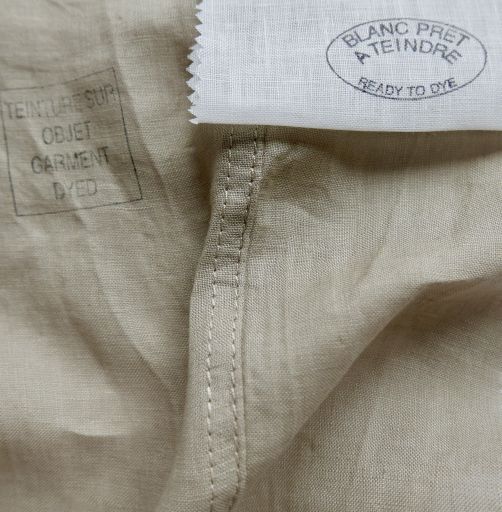 TEINTURE SUR
OBJET
GARMENT
DYED
BLANC PRET
A TEINDRE
READY TO DYE